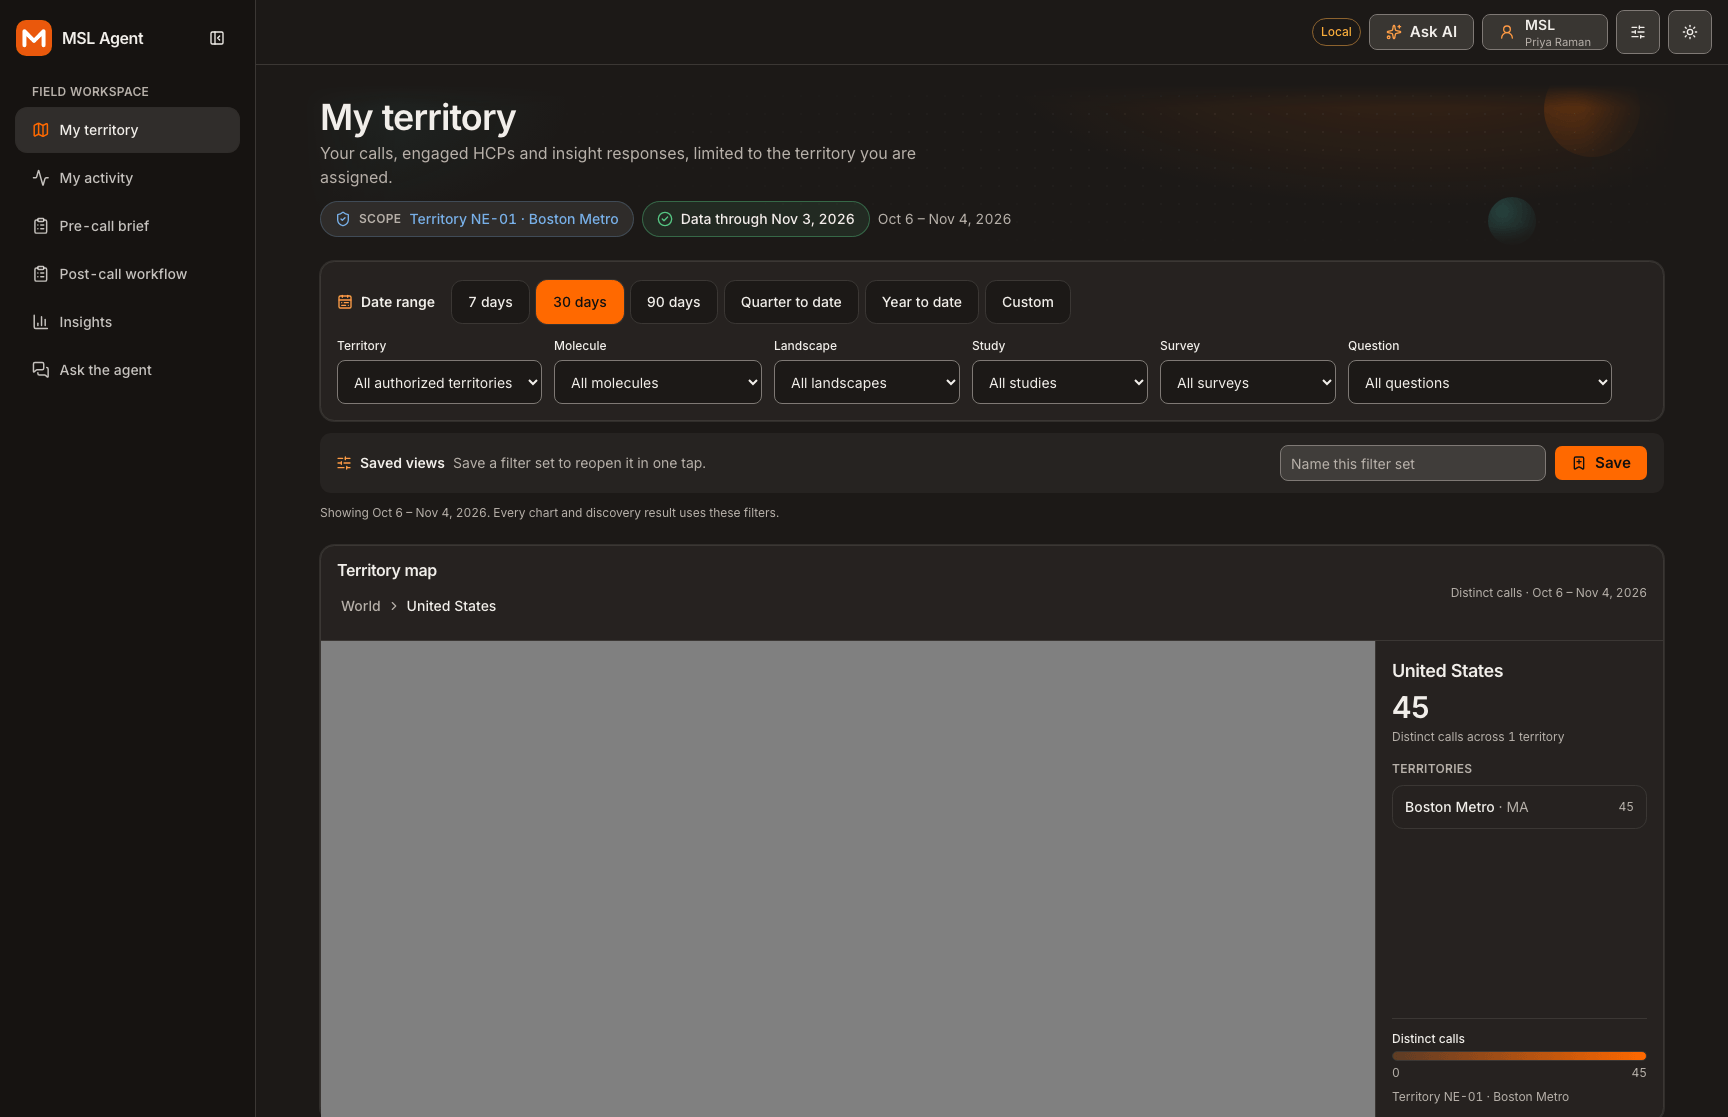 MSL Agent
FIELD WORKSPACE
My territory
My activity
Pre-call brief
Post-call workflow
Insights
Ask the agent
Local
Ask AI
MSL
Priya Raman
My territory
Your calls, engaged HCPs and insight responses, limited to the territory you are
assigned.
SCOPE Territory NE-01 · Boston Metro
Data through Nov 3, 2026
Oct 6 – Nov 4, 2026
Date range
7 days
30 days
90 days
Quarter to date
Year to date
Custom
Territory
All authorized territories
Molecule
All molecules
Landscape
All landscapes
Study
All studies
Survey
All surveys
Question
All questions
Saved views Save a filter set to reopen it in one tap.
Name this filter set
Save
Showing Oct 6 – Nov 4, 2026. Every chart and discovery result uses these filters.
Territory map
World > United States
Distinct calls · Oct 6 – Nov 4, 2026
United States
45
Distinct calls across 1 territory
TERRITORIES
Boston Metro · MA 45
Distinct calls
0 45
Territory NE-01 · Boston Metro